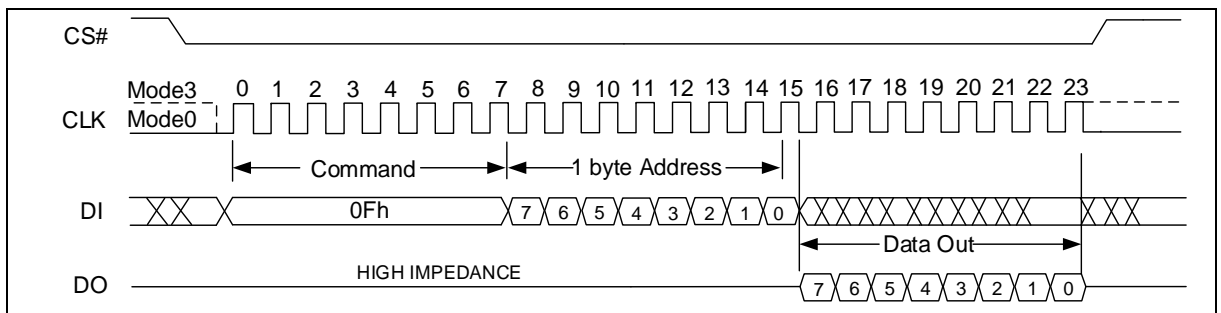 CS#
Mode3 0 1 2 3 4 5 6 7 8 9 10 11 12 13 14 15 16 17 18 19 20 21 22 23
CLK Mode0
Command 1 byte Address
DI 0Fh 7 6 5 4 3 2 1 0
Data Out
DO HIGH IMPEDANCE 7 6 5 4 3 2 1 0